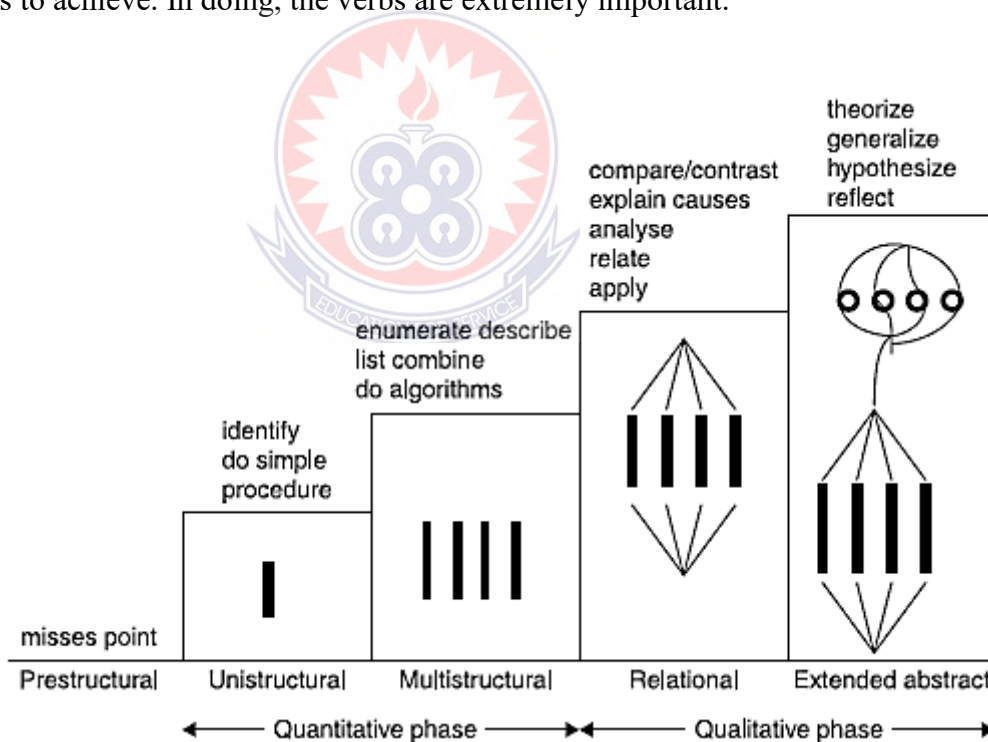 s to achieve. In doing, the verbs are extremely important.
theorize
generalize
hypothesize
reflect
compare/contrast
explain causes
analyse
relate
apply
enumerate describe
list combine
do algorithms
identify
do simple
procedure
misses point
Prestructural
Unistructural
Multistructural
Relational
Extended abstract
Quantitative phase
Qualitative phase